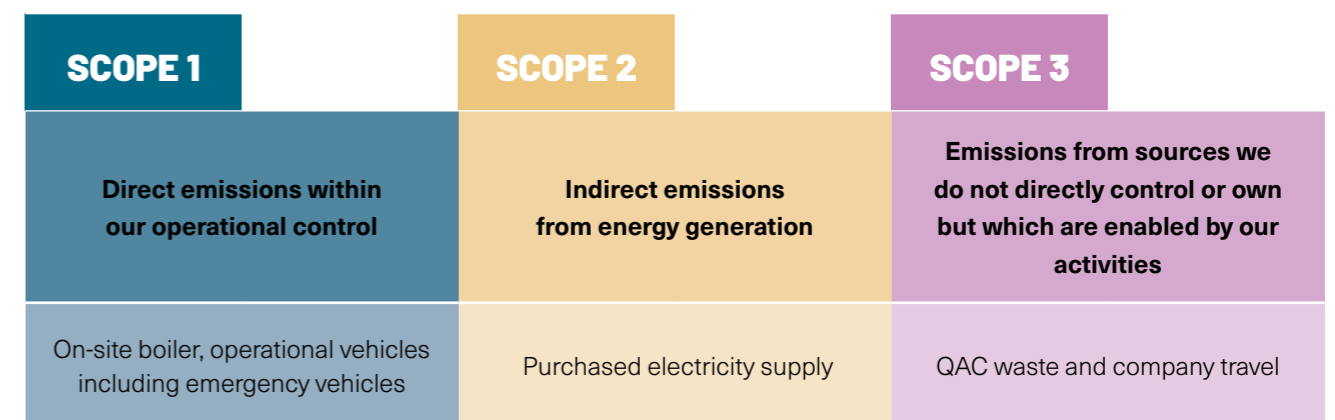 SCOPE 1
SCOPE 2
SCOPE 3
Direct emissions within
our operational control
Indirect emissions
from energy generation
Emissions from sources we
do not directly control or own
but which are enabled by our
activities
On-site boiler, operational vehicles
including emergency vehicles
Purchased electricity supply
QAC waste and company travel